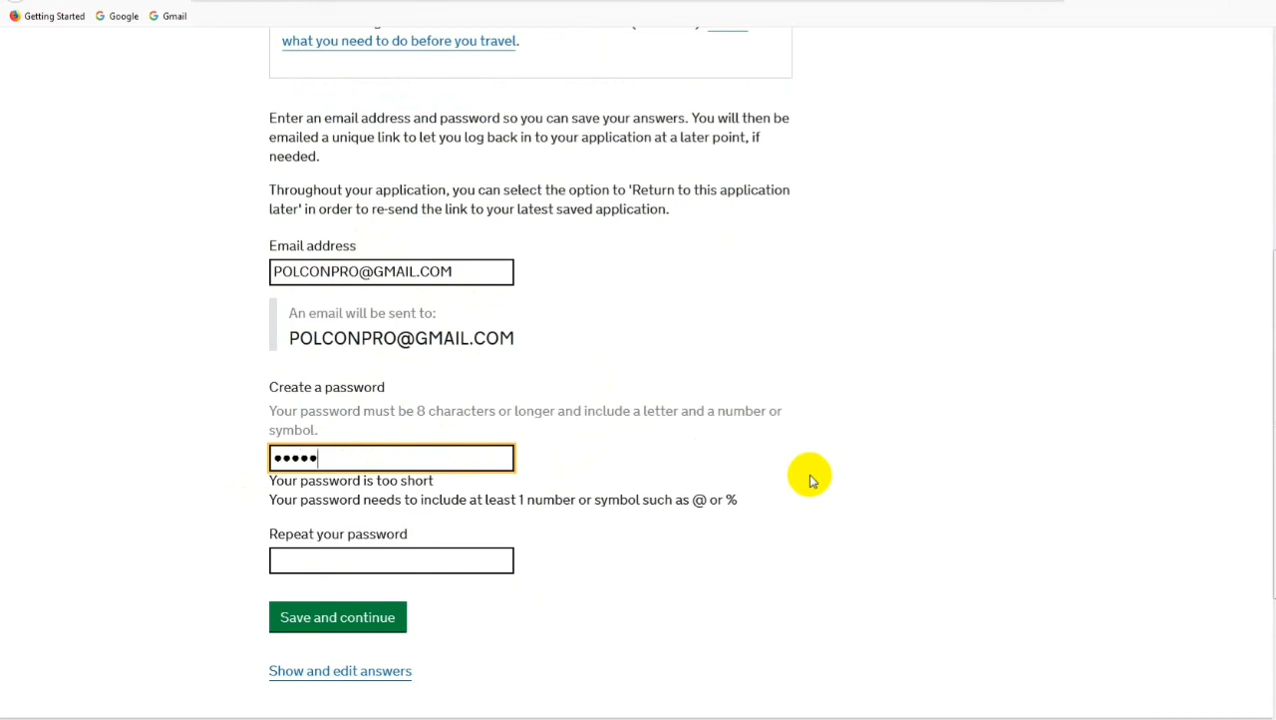 Getting Started Google Gmail
what you need to do before you travel.
Enter an email address and password so you can save your answers. You will then be
emailed a unique link to let you log back in to your application at a later point, if
needed.
Throughout your application, you can select the option to 'Return to this application
later' in order to re-send the link to your latest saved application.
Email address
POLCONPRO@GMAIL.COM
An email will be sent to:
POLCONPRO@GMAIL.COM
Create a password
Your password must be 8 characters or longer and include a letter and a number or
symbol.
•••••
Your password is too short
Your password needs to include at least 1 number or symbol such as @ or %
Repeat your password
Save and continue
Show and edit answers